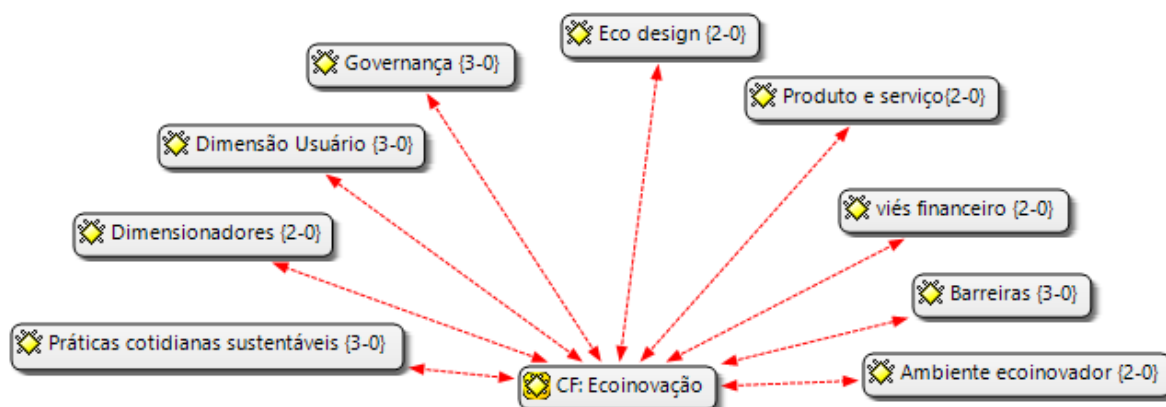 Eco design {2-0}
Governança {3-0}
Produto e serviço{2-0}
Dimensão Usuário {3-0}
viés financeiro {2-0}
Dimensionadores {2-0}
Barreiras {3-0}
Práticas cotidianas sustentáveis {3-0}
Ambiente ecoinovador {2-0}
CF: Ecoinovação